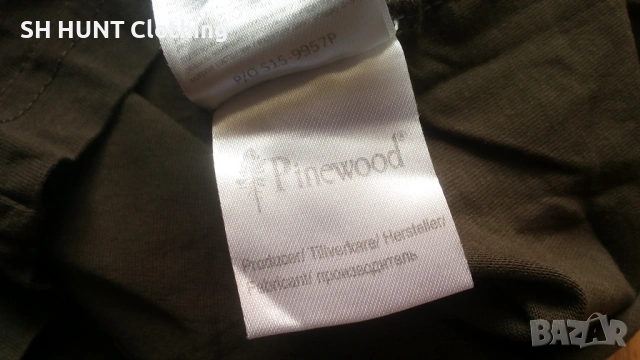 SH HUNT Clothing
P/O 515-9957P
Pinewood®
Producer/ Tillverkare/ Hersteller/
Fabricant/ производитель
BAZAR